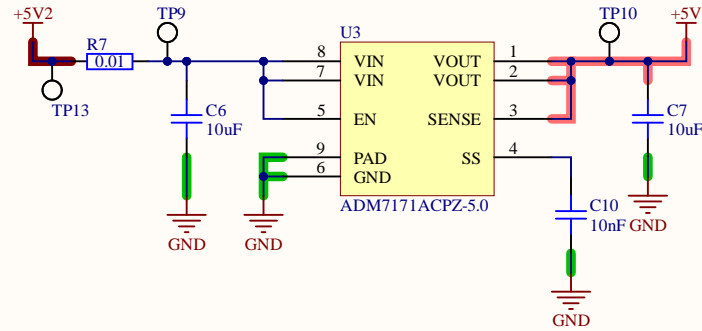 +5V2
TP9
TP10
+5V
R7
0.01
TP13
U3
8
VIN
VOUT
1
7
VIN
VOUT
2
5
EN
SENSE
3
9
PAD
SS
4
6
GND
C6
10uF
C7
10uF
ADM7171ACPZ-5.0
C10
10nF
GND
GND
GND
GND